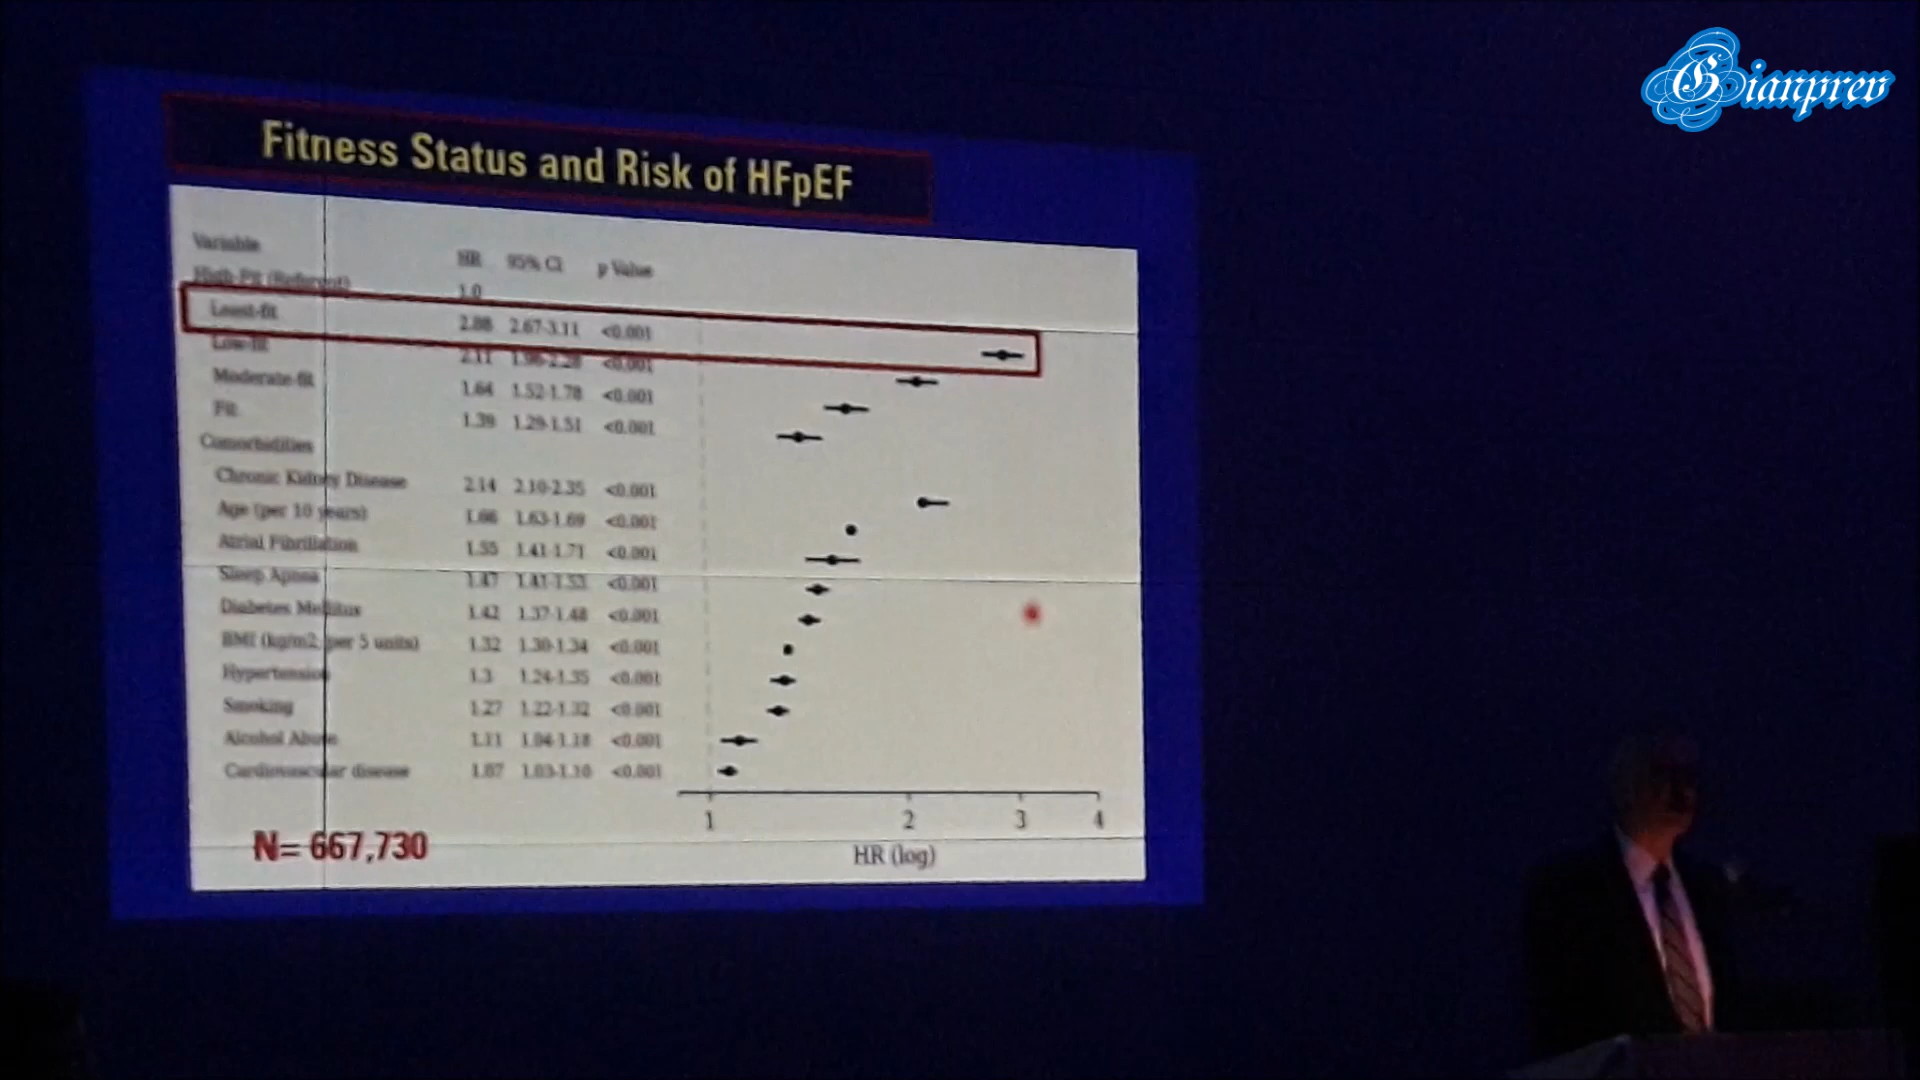 Gianprev
Fitness Status and Risk of HFpEF
Variable HR 95% CI p Value
High-Fit (Referent) 1.0
Least-fit 2.88 2.67-3.11 <0.001
Low-fit 2.11 1.96-2.28 <0.001
Moderate-fit 1.64 1.52-1.78 <0.001
Fit 1.39 1.29-1.51 <0.001
Comorbidities
Chronic Kidney Disease 2.14 2.10-2.35 <0.001
Age (per 10 years) 1.66 1.63-1.69 <0.001
Atrial Fibrillation 1.55 1.41-1.71 <0.001
Sleep Apnea 1.47 1.41-1.53 <0.001
Diabetes Mellitus 1.42 1.37-1.48 <0.001
BMI (kg/m2, per 5 units) 1.32 1.30-1.34 <0.001
Hypertension 1.3 1.24-1.35 <0.001
Smoking 1.27 1.22-1.32 <0.001
Alcohol Abuse 1.11 1.04-1.18 <0.001
Cardiovascular disease 1.07 1.03-1.10 <0.001
1 2 3 4
HR (log)
N= 667,730